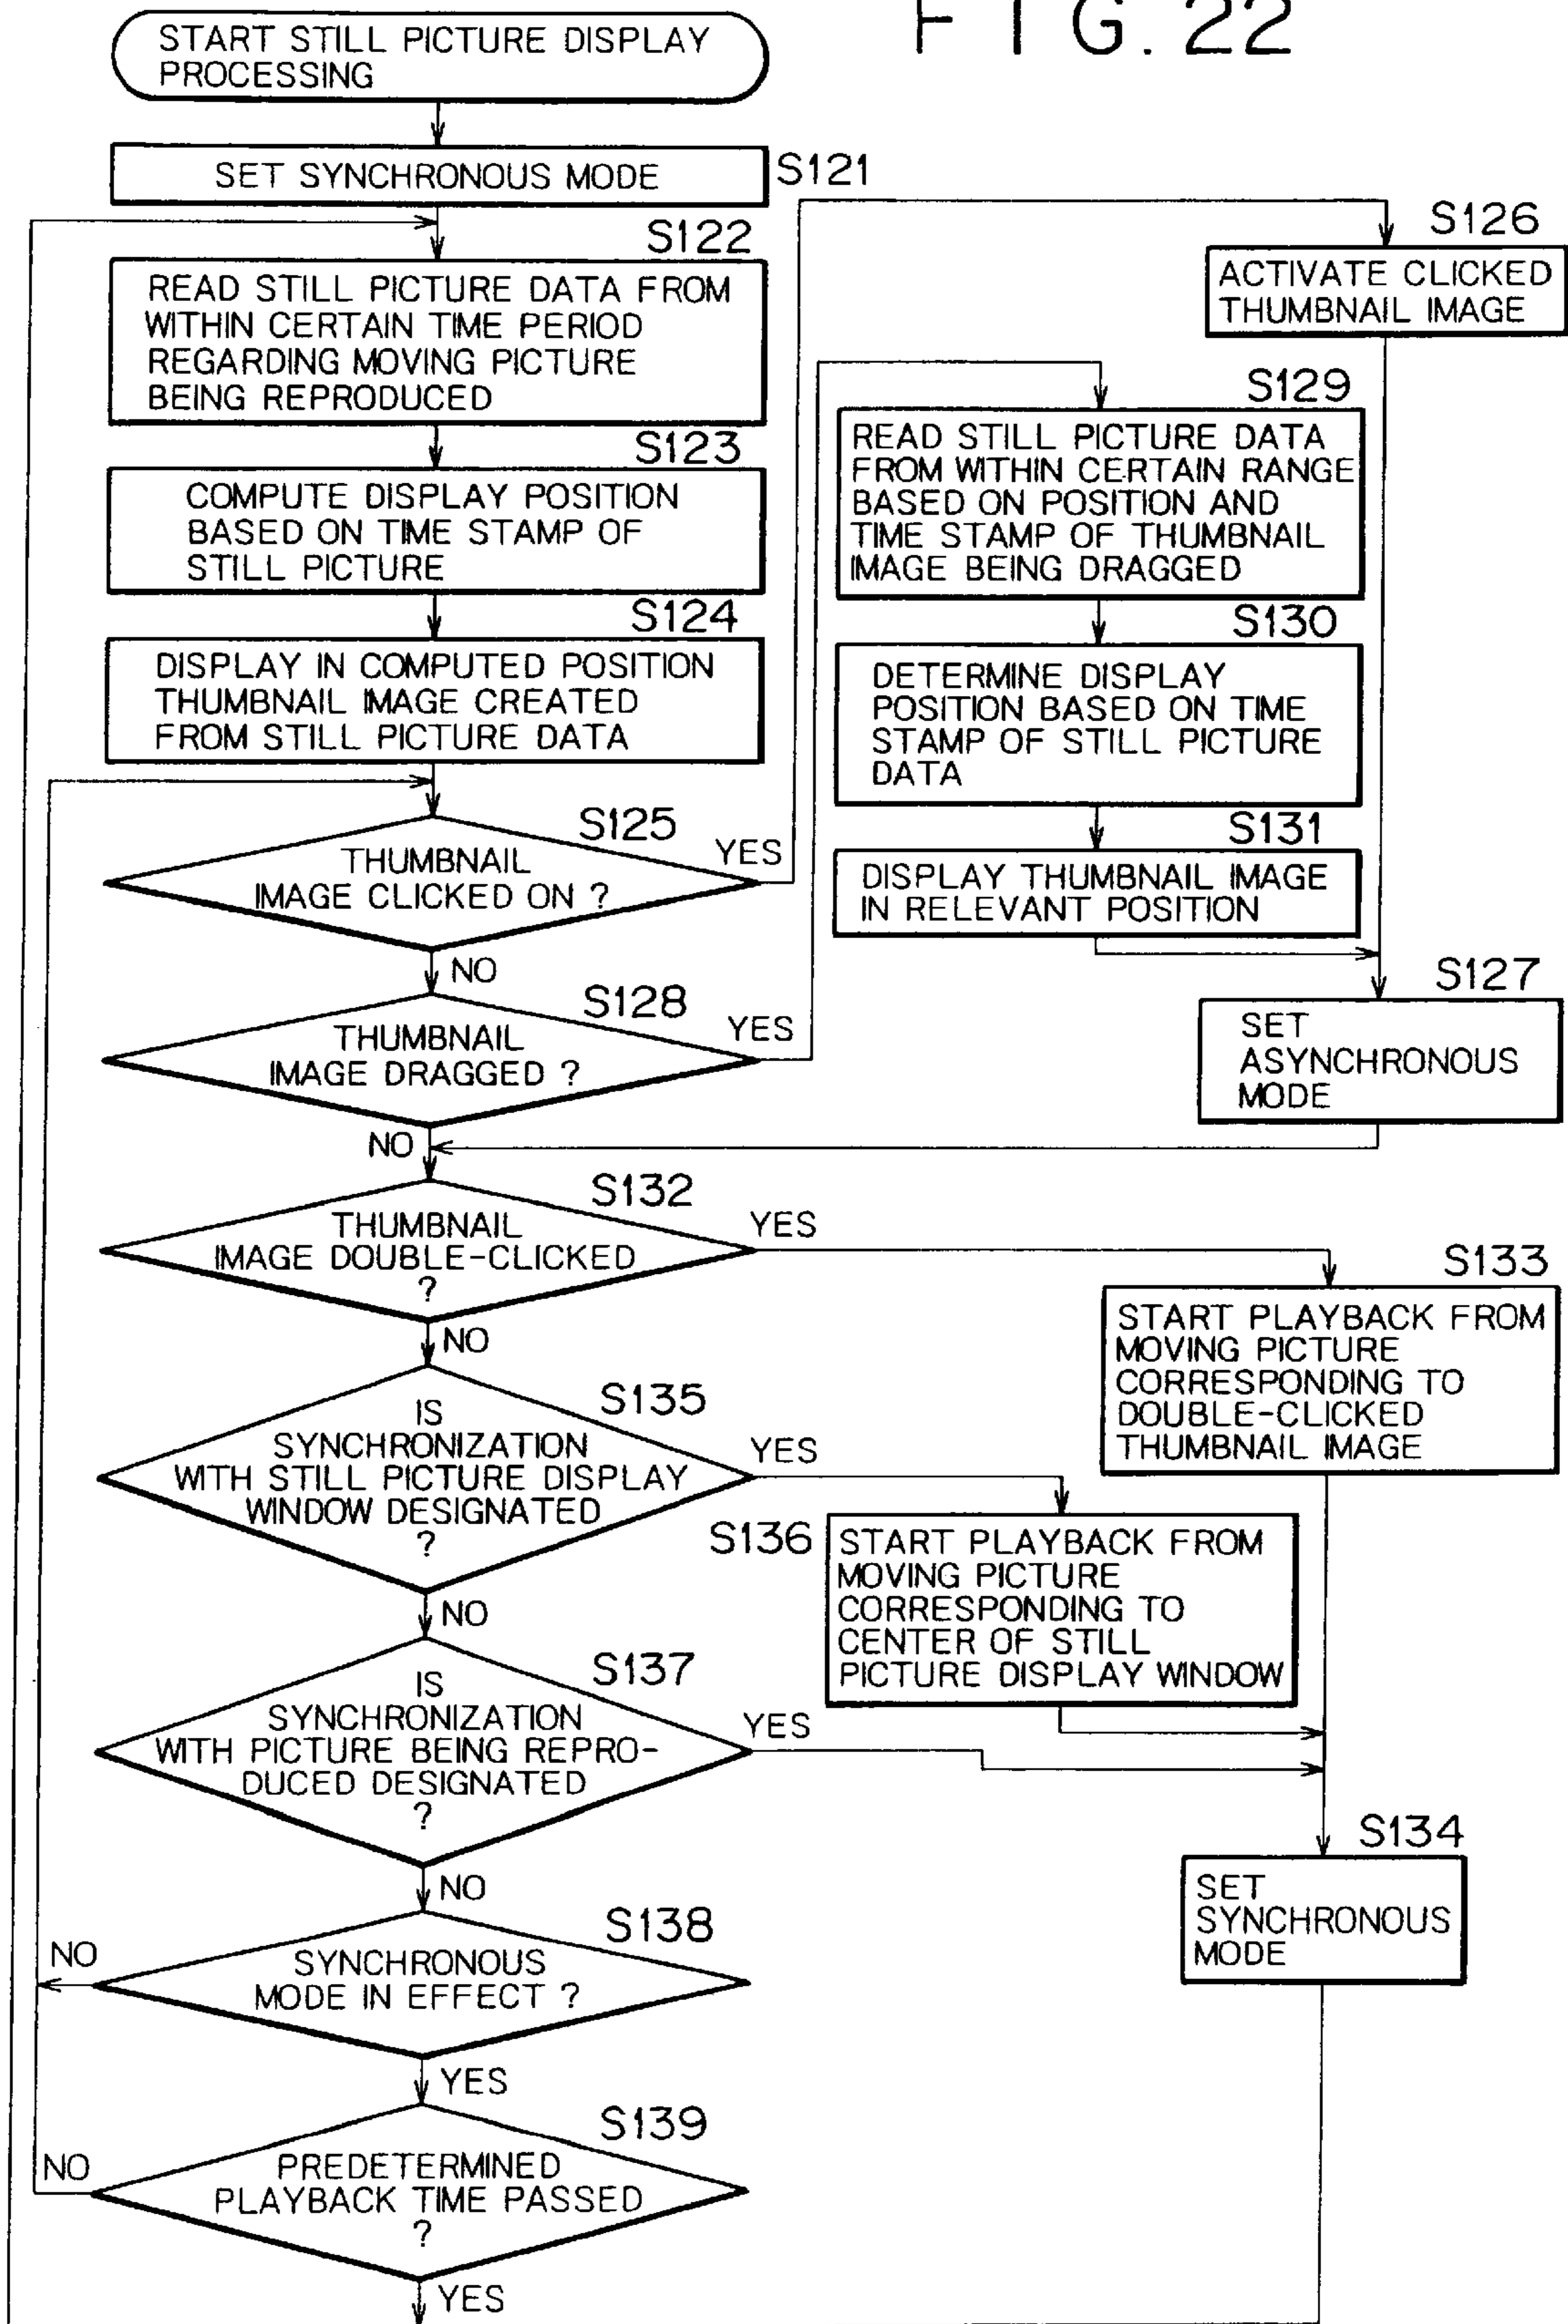 FIG. 22
START STILL PICTURE DISPLAY
PROCESSING
SET SYNCHRONOUS MODE
S121
S122
READ STILL PICTURE DATA FROM
WITHIN CERTAIN TIME PERIOD
REGARDING MOVING PICTURE
BEING REPRODUCED
S123
COMPUTE DISPLAY POSITION
BASED ON TIME STAMP OF
STILL PICTURE
S124
DISPLAY IN COMPUTED POSITION
THUMBNAIL IMAGE CREATED
FROM STILL PICTURE DATA
S125
THUMBNAIL
IMAGE CLICKED ON ?
YES
NO
S126
ACTIVATE CLICKED
THUMBNAIL IMAGE
S128
THUMBNAIL
IMAGE DRAGGED ?
YES
NO
S129
READ STILL PICTURE DATA
FROM WITHIN CERTAIN RANGE
BASED ON POSITION AND
TIME STAMP OF THUMBNAIL
IMAGE BEING DRAGGED
S130
DETERMINE DISPLAY
POSITION BASED ON TIME
STAMP OF STILL PICTURE
DATA
S131
DISPLAY THUMBNAIL IMAGE
IN RELEVANT POSITION
S127
SET
ASYNCHRONOUS
MODE
S132
THUMBNAIL
IMAGE DOUBLE-CLICKED
?
YES
NO
S133
START PLAYBACK FROM
MOVING PICTURE
CORRESPONDING TO
DOUBLE-CLICKED
THUMBNAIL IMAGE
S135
IS
SYNCHRONIZATION
WITH STILL PICTURE DISPLAY
WINDOW DESIGNATED
?
YES
NO
S136
START PLAYBACK FROM
MOVING PICTURE
CORRESPONDING TO
CENTER OF STILL
PICTURE DISPLAY WINDOW
S137
IS
SYNCHRONIZATION
WITH PICTURE BEING REPRO-
DUCED DESIGNATED
?
YES
NO
S134
SET
SYNCHRONOUS
MODE
S138
SYNCHRONOUS
MODE IN EFFECT ?
NO
YES
S139
PREDETERMINED
PLAYBACK TIME PASSED
?
NO
YES